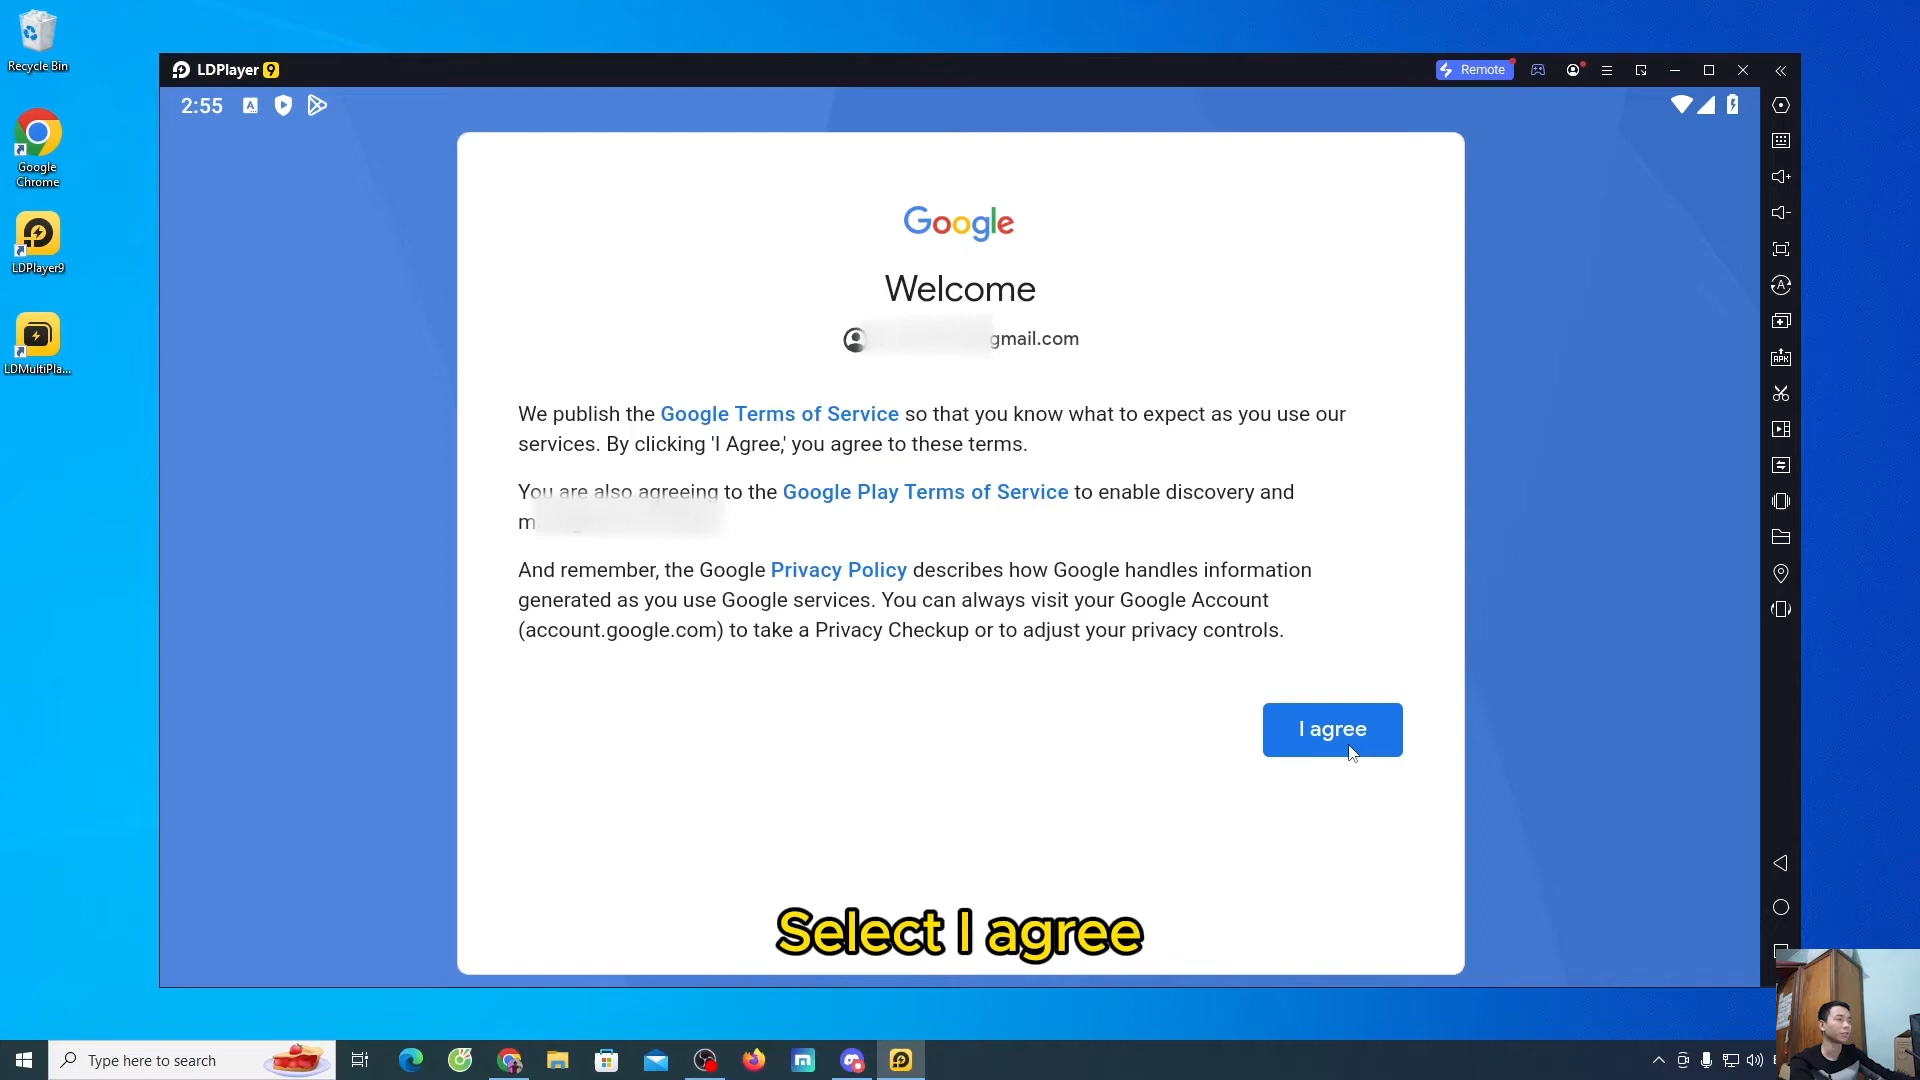 Recycle Bin
Google
Chrome
LDPlayer9
LDMultiPla...
LDPlayer 9
Remote
2:55
Google
Welcome
gmail.com
We publish the Google Terms of Service so that you know what to expect as you use our
services. By clicking 'I Agree,' you agree to these terms.
You are also agreeing to the Google Play Terms of Service to enable discovery and
And remember, the Google Privacy Policy describes how Google handles information
generated as you use Google services. You can always visit your Google Account
(account.google.com) to take a Privacy Checkup or to adjust your privacy controls.
I agree
APK
Select I agree
Type here to search